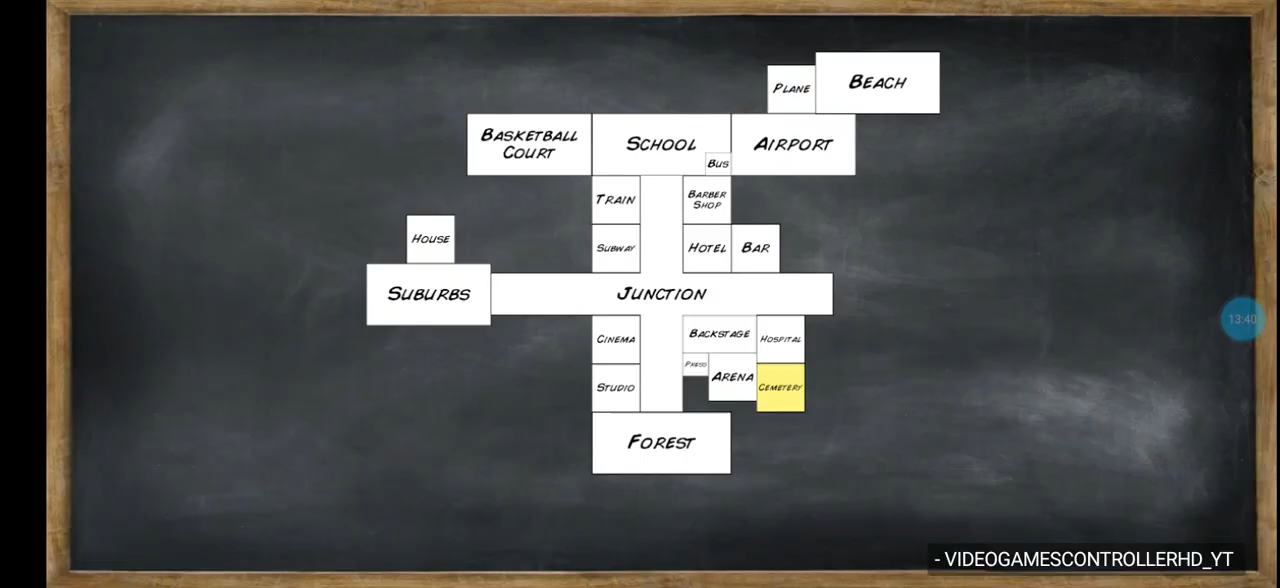 PLANE
BEACH
BASKETBALL
COURT
SCHOOL
BUS
AIRPORT
TRAIN
BARBER
SHOP
HOUSE
SUBWAY
HOTEL
BAR
SUBURBS
JUNCTION
CINEMA
BACKSTAGE
HOSPITAL
PRESS
ARENA
STUDIO
CEMETERY
FOREST
13:40
- VIDEOGAMESCONTROLLERHD_YT